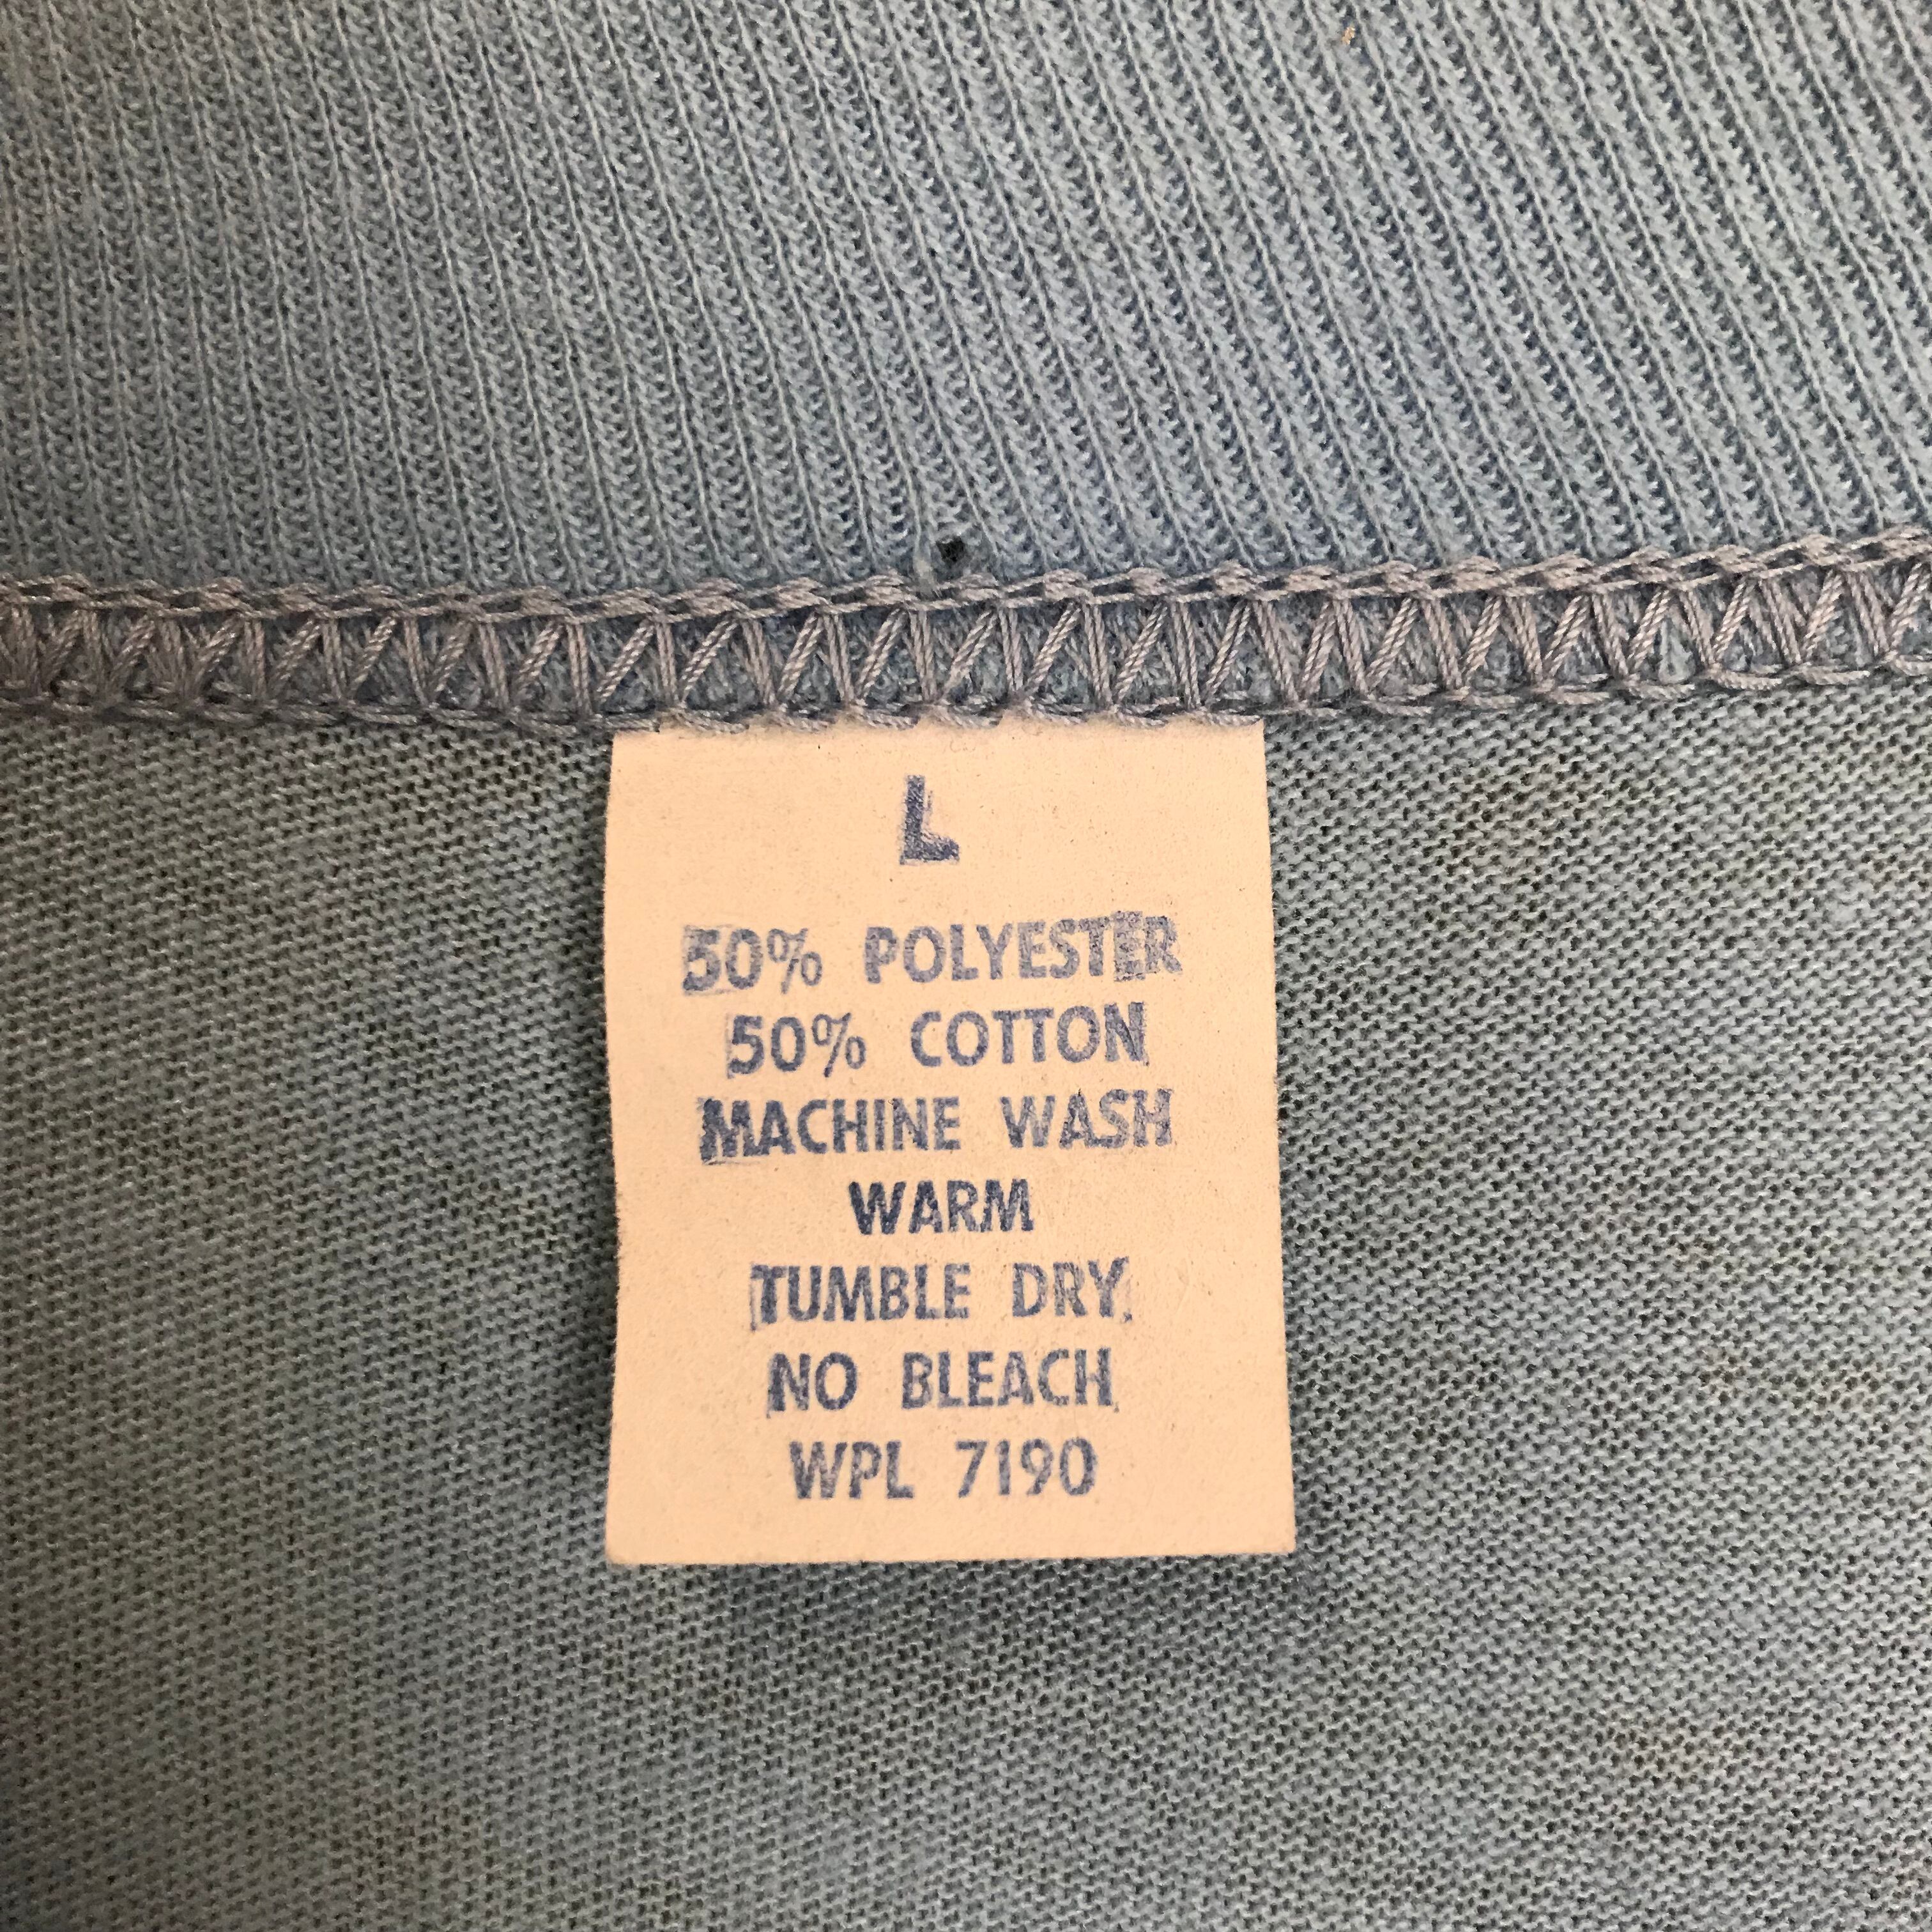 L
50% POLYESTER
50% COTTON
MACHINE WASH
WARM
TUMBLE DRY
NO BLEACH
WPL 7190